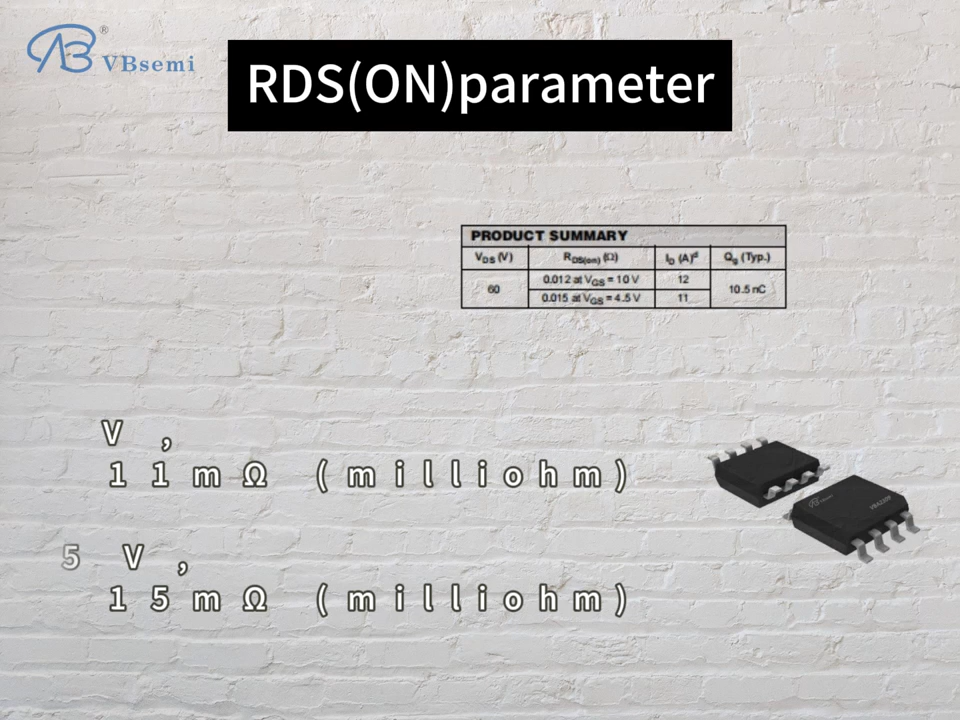 VBsemi
®
RDS(ON)parameter
PRODUCT SUMMARY
VDS (V) RDS(on) (Ω) ID (A)d Qg (Typ.)
60 0.012 at VGS = 10 V 12 10.5 nC
0.015 at VGS = 4.5 V 11
V ,
11mΩ (milliohm)
5 V ,
15mΩ (milliohm)
VBsemi